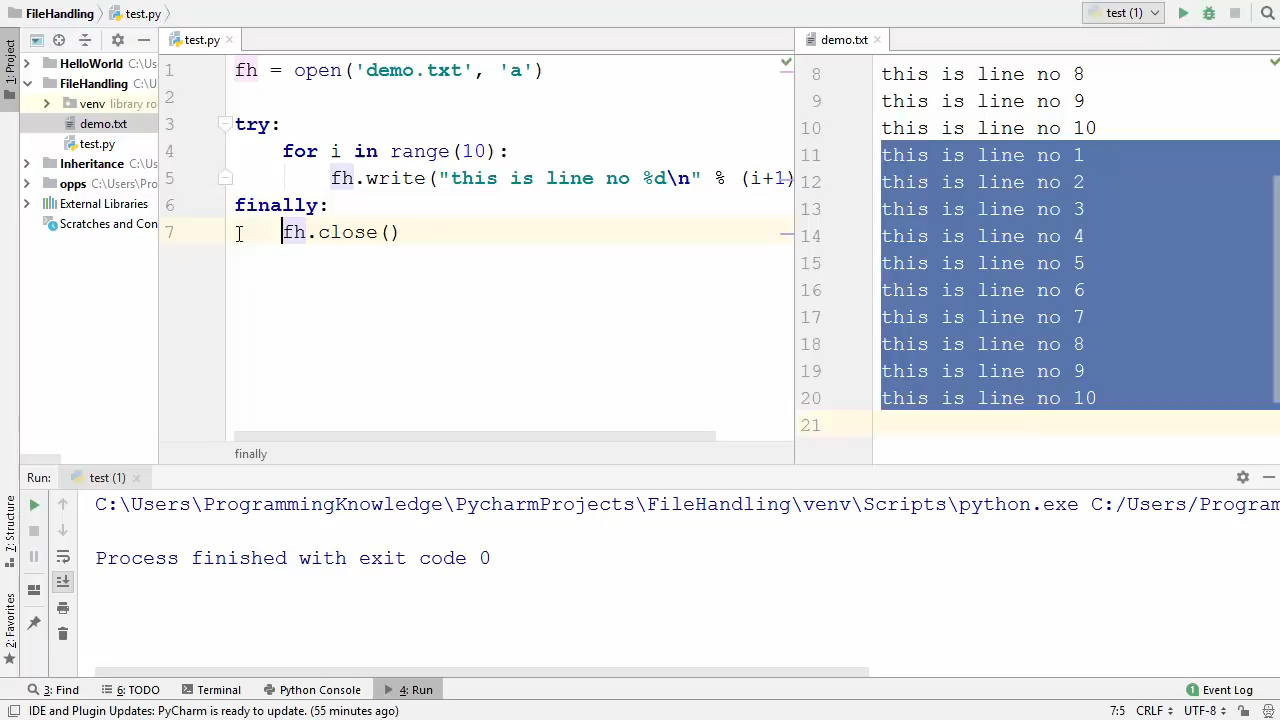 FileHandling
test.py
test (1)
1: Project
test.py
demo.txt
HelloWorld C:\Us
FileHandling C:\Us
venv library ro
demo.txt
test.py
Inheritance C:\Us
opps C:\Users\Pro
External Libraries
Scratches and Con
1 fh = open('demo.txt', 'a')
2
3 try:
4 for i in range(10):
5 fh.write("this is line no %d\n" % (i+1)
6 finally:
7 fh.close()
finally
8 this is line no 8
9 this is line no 9
10 this is line no 10
11 this is line no 1
12 this is line no 2
13 this is line no 3
14 this is line no 4
15 this is line no 5
16 this is line no 6
17 this is line no 7
18 this is line no 8
19 this is line no 9
20 this is line no 10
21
Run: test (1)
C:\Users\ProgrammingKnowledge\PycharmProjects\FileHandling\venv\Scripts\python.exe C:/Users/Program
Process finished with exit code 0
7: Structure
2: Favorites
3: Find 6: TODO Terminal Python Console 4: Run 1 Event Log
IDE and Plugin Updates: PyCharm is ready to update. (55 minutes ago) 7:5 CRLF UTF-8